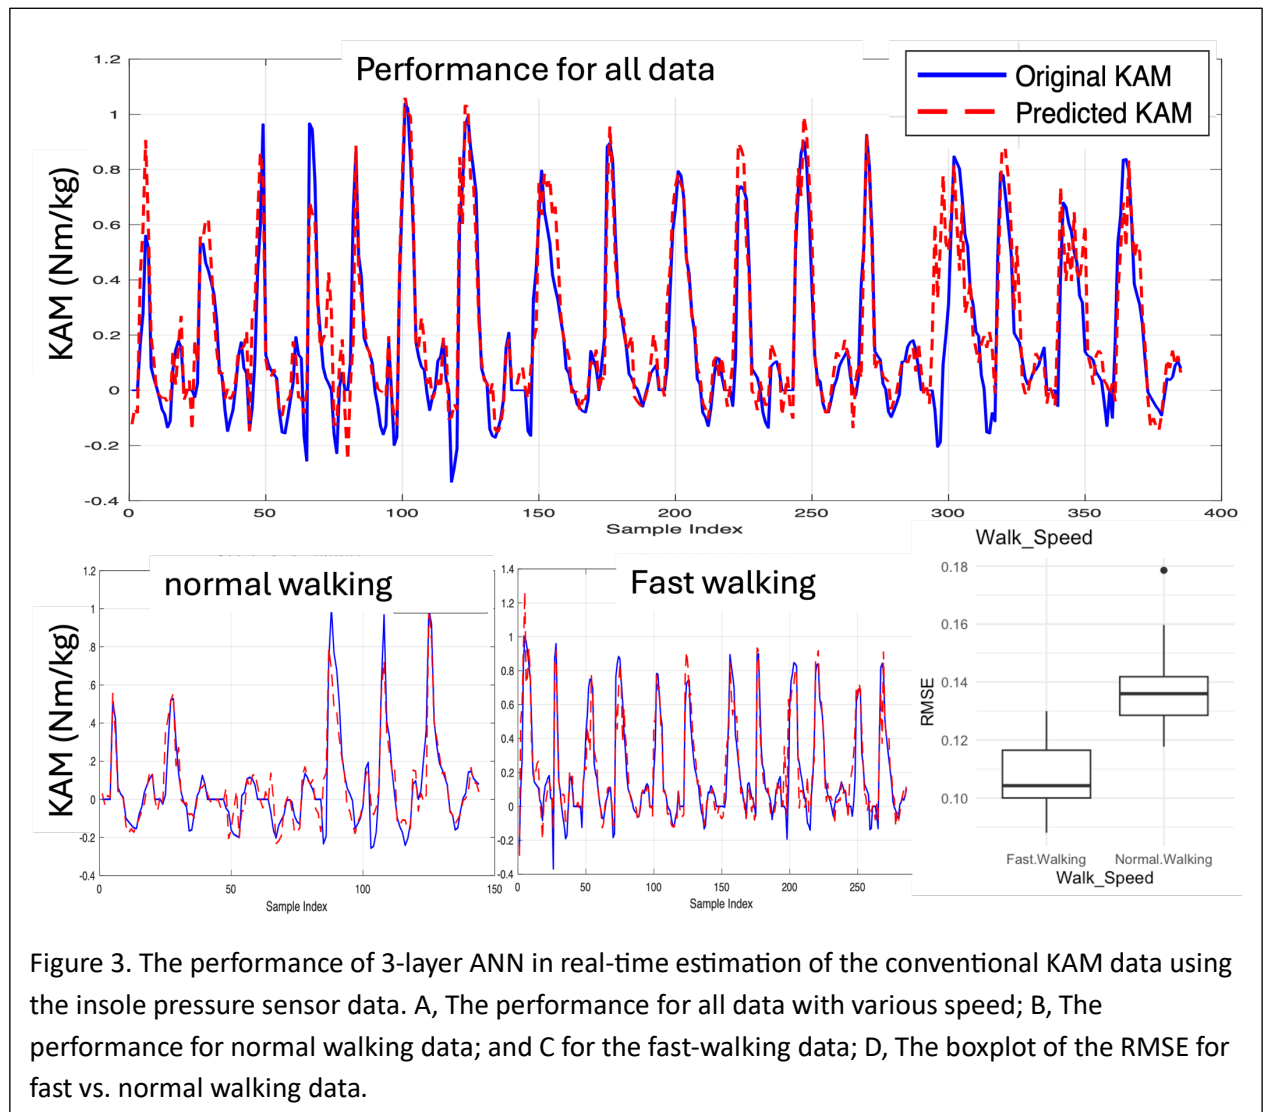 Performance for all data
Original KAM
Predicted KAM
KAM (Nm/kg)
1.2
1
0.8
0.6
0.4
0.2
0
-0.2
-0.4
0
50
100
150
200
250
300
350
400
Sample Index
normal walking
KAM (Nm/kg)
1.2
1
.8
.6
.4
.2
0
-0.2
-0.4
0
50
100
150
Sample Index
Fast walking
1.4
1.2
1
0.8
0.6
0.4
0.2
0
-0.2
-0.4
0
50
100
150
200
250
Sample Index
Walk_Speed
RMSE
0.18
0.16
0.14
0.12
0.10
Fast.Walking
Normal.Walking
Walk_Speed
Figure 3. The performance of 3-layer ANN in real-time estimation of the conventional KAM data using
the insole pressure sensor data. A, The performance for all data with various speed; B, The
performance for normal walking data; and C for the fast-walking data; D, The boxplot of the RMSE for
fast vs. normal walking data.